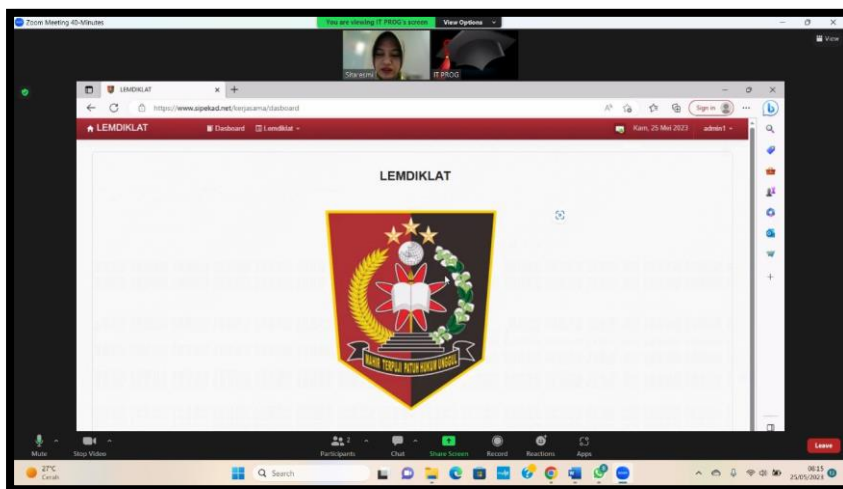 Zoom Meeting 40-Minutes
You are viewing IT PROG's screen
View Options
View
Sitaresmi
IT PROG
LEMDIKLAT
https://www.sipekad.net/kerjasama/dasboard
Sign in
LEMDIKLAT
Dasboard
Lemdiklat
Kam, 25 Mei 2023
admin1
LEMDIKLAT
MAHIR TERPUJI PATUH HUKUM UNGGUL
Mute
Stop Video
Participants
2
Chat
Share Screen
Record
Reactions
Apps
Leave
27°C
Cerah
Search
08:15
25/05/2023